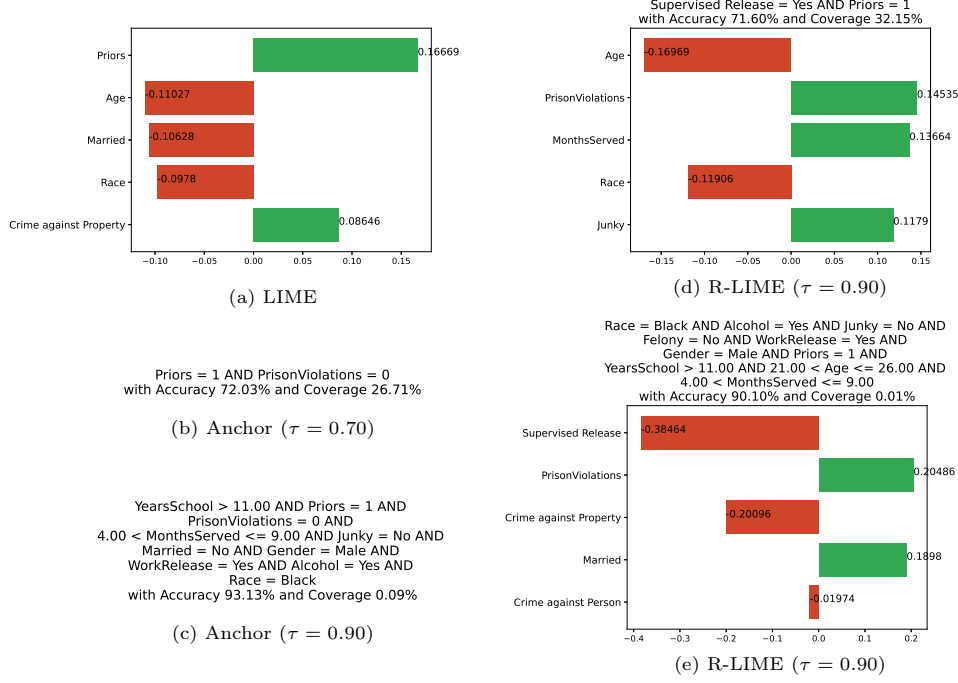 Priors
Age
Married
Race
Crime against Property
0.16669
-0.11027
-0.10628
-0.0978
0.08646
−0.10
−0.05
0.00
0.05
0.10
0.15
(a) LIME
Priors = 1 AND PrisonViolations = 0
with Accuracy 72.03% and Coverage 26.71%
(b) Anchor (τ = 0.70)
YearsSchool > 11.00 AND Priors = 1 AND
PrisonViolations = 0 AND
4.00 < MonthsServed <= 9.00 AND Junky = No AND
Married = No AND Gender = Male AND
WorkRelease = Yes AND Alcohol = Yes AND
Race = Black
with Accuracy 93.13% and Coverage 0.09%
(c) Anchor (τ = 0.90)
Supervised Release = Yes AND Priors = 1
with Accuracy 71.60% and Coverage 32.15%
Age
PrisonViolations
MonthsServed
Race
Junky
-0.16969
0.14535
0.13664
-0.11906
0.1179
−0.15
−0.10
−0.05
0.00
0.05
0.10
0.15
(d) R-LIME (τ = 0.90)
Race = Black AND Alcohol = Yes AND Junky = No AND
Felony = No AND WorkRelease = Yes AND
Gender = Male AND Priors = 1 AND
YearsSchool > 11.00 AND 21.00 < Age <= 26.00 AND
4.00 < MonthsServed <= 9.00
with Accuracy 90.10% and Coverage 0.01%
Supervised Release
PrisonViolations
Crime against Property
Married
Crime against Person
-0.38464
0.20486
-0.20096
0.1898
-0.01974
−0.4
−0.3
−0.2
−0.1
0.0
0.1
0.2
(e) R-LIME (τ = 0.90)